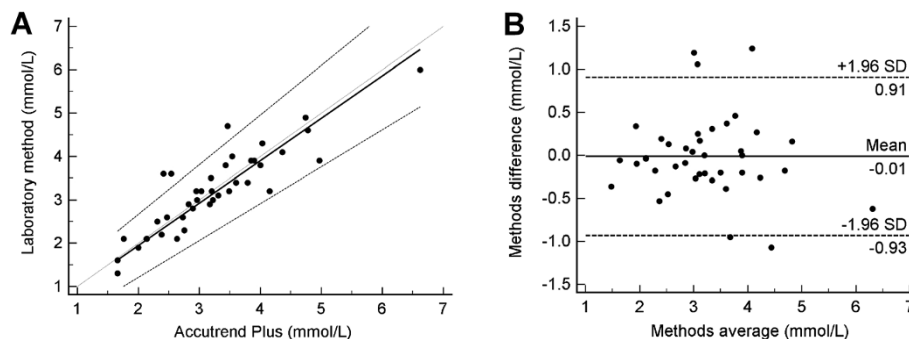 A
7
6
5
4
3
2
1
Laboratory method (mmol/L)
1 2 3 4 5 6 7
Accutrend Plus (mmol/L)
B
1.5
1.0
0.5
0.0
-0.5
-1.0
-1.5
Methods difference (mmol/L)
+1.96 SD
0.91
Mean
-0.01
-1.96 SD
-0.93
1 2 3 4 5 6 7
Methods average (mmol/L)